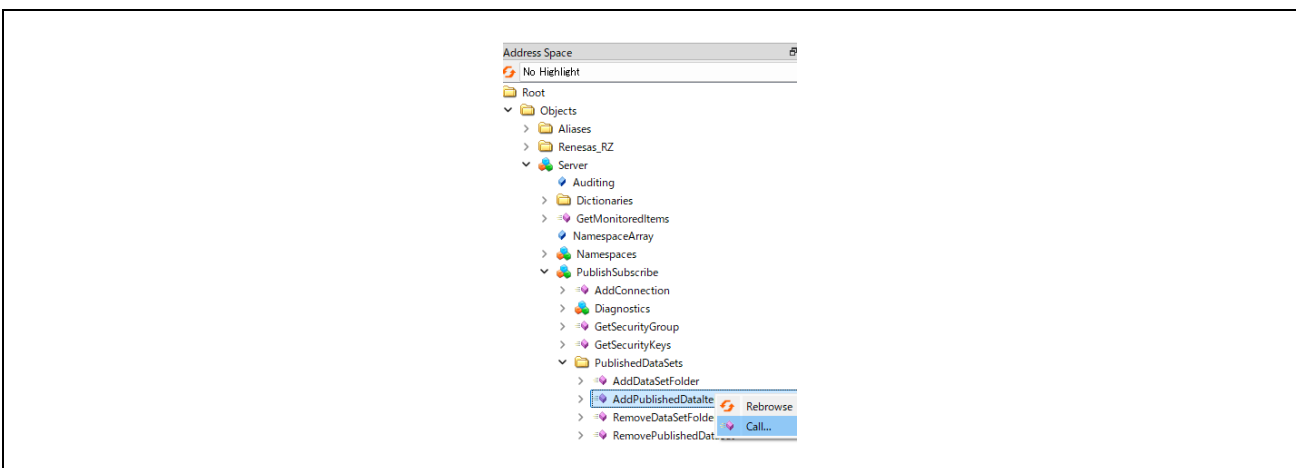 Address Space
No Highlight
Root
Objects
Aliases
Renesas_RZ
Server
Auditing
Dictionaries
GetMonitoredItems
NamespaceArray
Namespaces
PublishSubscribe
AddConnection
Diagnostics
GetSecurityGroup
GetSecurityKeys
PublishedDataSets
AddDataSetFolder
AddPublishedDataIte
Rebrowse
RemoveDataSetFolde
Call...